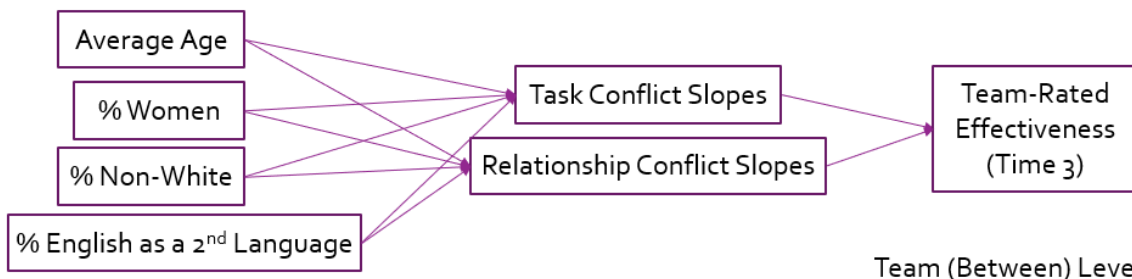 Average Age
% Women
% Non-White
% English as a 2nd Language
Task Conflict Slopes
Relationship Conflict Slopes
Team-Rated
Effectiveness
(Time 3)
Team (Between) Leve